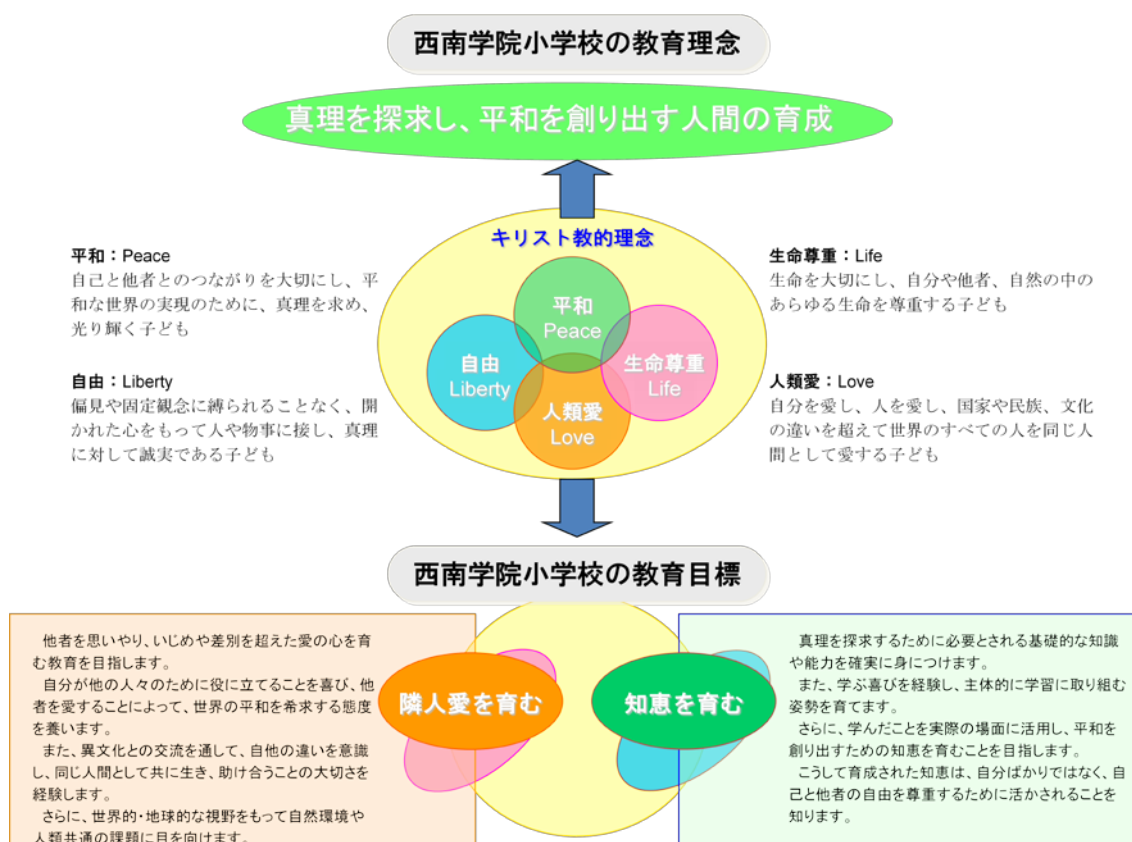 西南学院小学校の教育理念
真理を探求し、平和を創り出す人間の育成
キリスト教的理念
平和：Peace
自己と他者とのつながりを大切にし、平
和な世界の実現のために、真理を求め、
光り輝く子ども
自由：Liberty
偏見や固定観念に縛られることなく、開
かれた心をもって人や物事に接し、真理
に対して誠実である子ども
平和
Peace
自由
Liberty
生命尊重
Life
人類愛
Love
生命尊重：Life
生命を大切にし、自分や他者、自然の中の
あらゆる生命を尊重する子ども
人類愛：Love
自分を愛し、人を愛し、国家や民族、文化
の違いを超えて世界のすべての人を同じ人
間として愛する子ども
西南学院小学校の教育目標
他者を思いやり、いじめや差別を超えた愛の心を育
む教育を目指します。
自分が他の人々のために役に立てることを喜び、他
者を愛することによって、世界の平和を希求する態度
を養います。
また、異文化との交流を通して、自他の違いを意識
し、同じ人間として共に生き、助け合うことの大切さを
経験します。
さらに、世界的・地球的な視野をもって自然環境や
人類共通の課題に目を向けます。
隣人愛を育む
知恵を育む
真理を探求するために必要とされる基礎的な知識
や能力を確実に身につけます。
また、学ぶ喜びを経験し、主体的に学習に取り組む
姿勢を育てます。
さらに、学んだことを実際の場面に活用し、平和を
創り出すための知恵を育むことを目指します。
こうして育成された知恵は、自分ばかりではなく、自
己と他者の自由を尊重するために活かされることを
知ります。